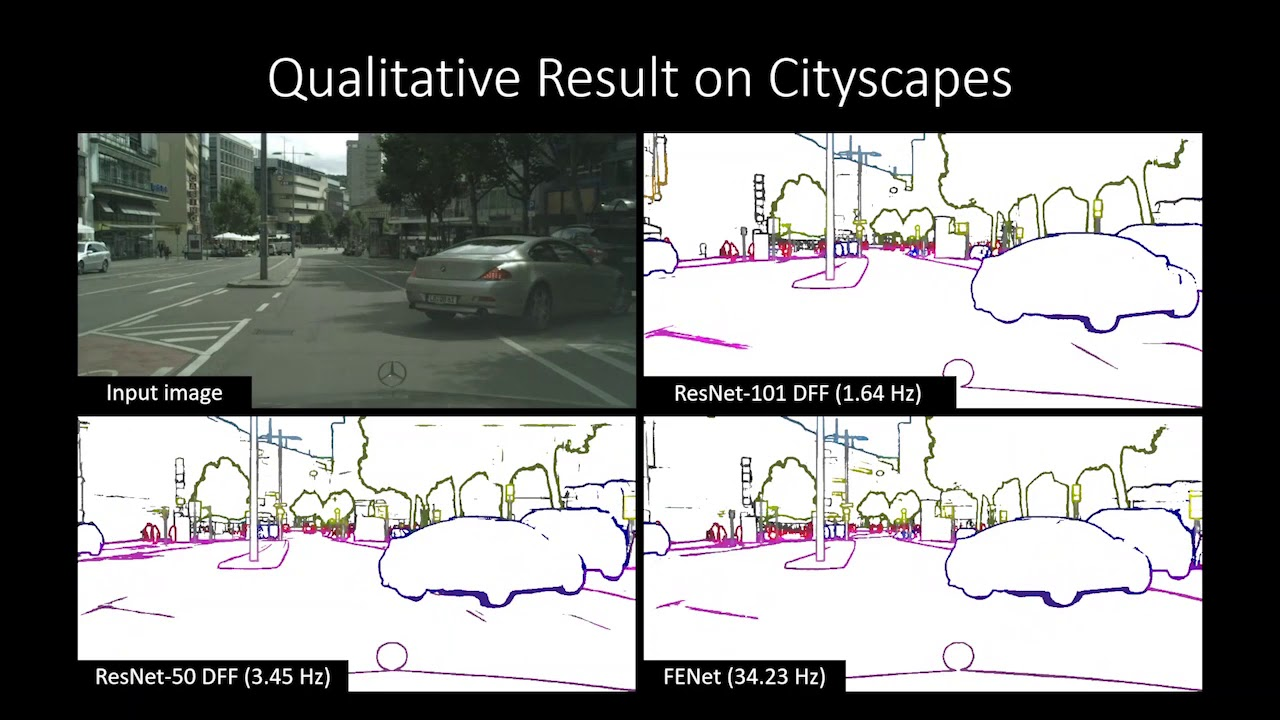 Qualitative Result on Cityscapes
Input image
ResNet-101 DFF (1.64 Hz)
ResNet-50 DFF (3.45 Hz)
FENet (34.23 Hz)